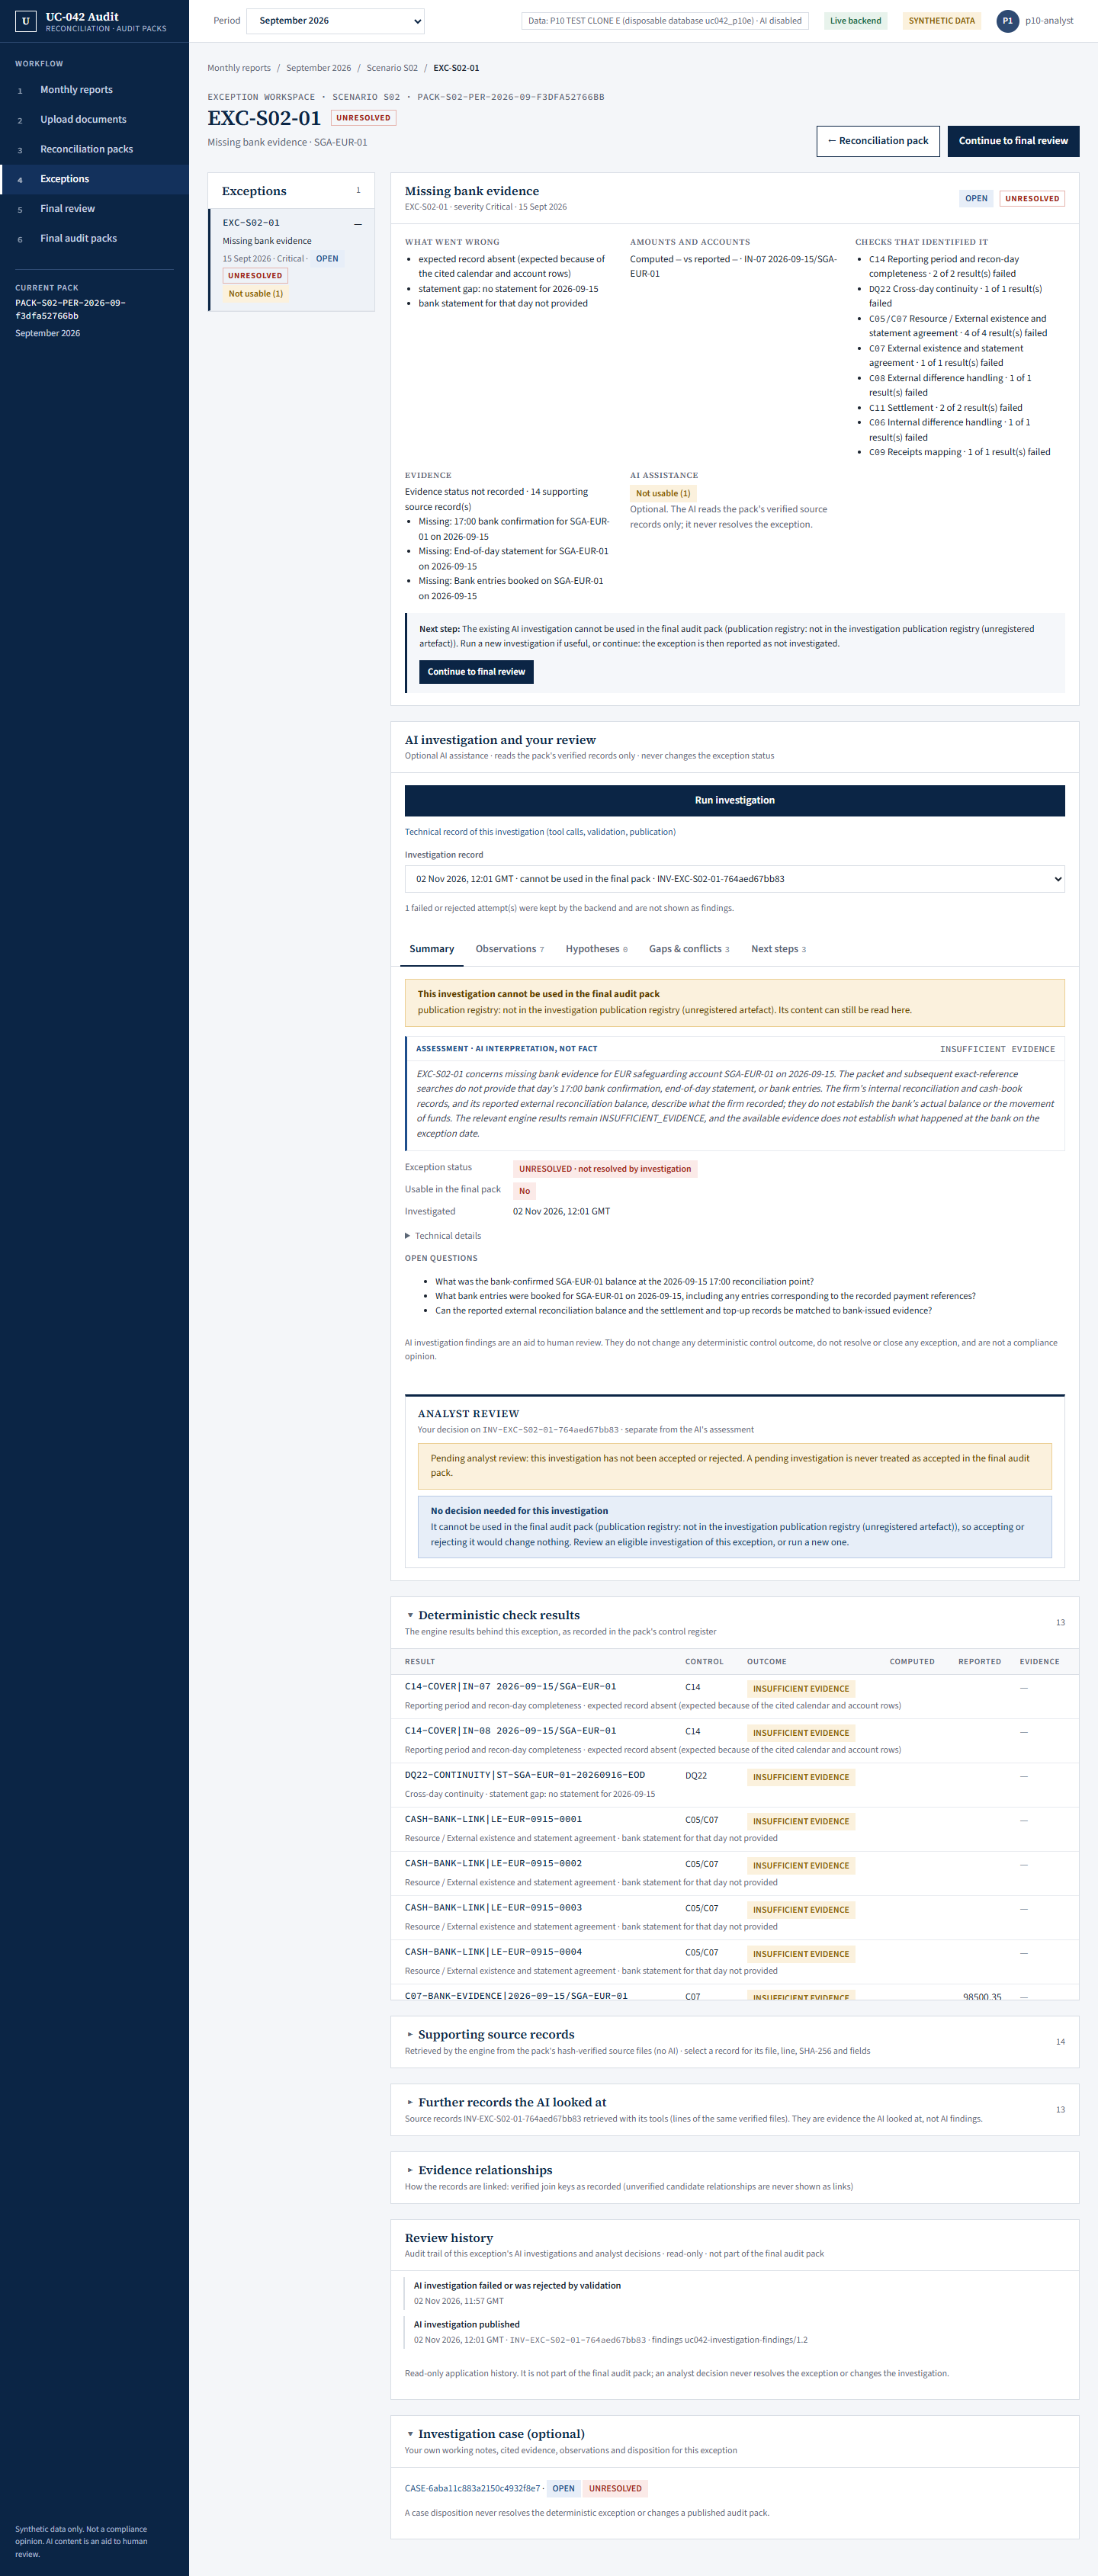 U
UC-042 Audit
RECONCILIATION · AUDIT PACKS
WORKFLOW
1 Monthly reports
2 Upload documents
3 Reconciliation packs
4 Exceptions
5 Final review
6 Final audit packs
CURRENT PACK
PACK-S02-PER-2026-09-
f3dfa52766bb
September 2026
Synthetic data only. Not a compliance
opinion. AI content is an aid to human
review.
Period September 2026
Data: P10 TEST CLONE E (disposable database uc042_p10e) · AI disabled
Live backend
SYNTHETIC DATA
P1 p10-analyst
Monthly reports / September 2026 / Scenario S02 / EXC-S02-01
EXCEPTION WORKSPACE · SCENARIO S02 · PACK-S02-PER-2026-09-F3DFA52766BB
EXC-S02-01 UNRESOLVED
Missing bank evidence · SGA-EUR-01
← Reconciliation pack
Continue to final review
Exceptions 1
EXC-S02-01 —
Missing bank evidence
15 Sept 2026 · Critical · OPEN
UNRESOLVED
Not usable (1)
Missing bank evidence
EXC-S02-01 · severity Critical · 15 Sept 2026
OPEN UNRESOLVED
WHAT WENT WRONG
• expected record absent (expected because of
the cited calendar and account rows)
• statement gap: no statement for 2026-09-15
• bank statement for that day not provided
AMOUNTS AND ACCOUNTS
Computed — vs reported — · IN-07 2026-09-15/SGA-
EUR-01
CHECKS THAT IDENTIFIED IT
• C14 Reporting period and recon-day
completeness · 2 of 2 result(s) failed
• DQ22 Cross-day continuity · 1 of 1 result(s)
failed
• C05/C07 Resource / External existence and
statement agreement · 4 of 4 result(s) failed
• C07 External existence and statement
agreement · 1 of 1 result(s) failed
• C08 External difference handling · 1 of 1
result(s) failed
• C11 Settlement · 2 of 2 result(s) failed
• C06 Internal difference handling · 1 of 1
result(s) failed
• C09 Receipts mapping · 1 of 1 result(s) failed
EVIDENCE
Evidence status not recorded · 14 supporting
source record(s)
• Missing: 17:00 bank confirmation for SGA-EUR-
01 on 2026-09-15
• Missing: End-of-day statement for SGA-EUR-01
on 2026-09-15
• Missing: Bank entries booked on SGA-EUR-01
on 2026-09-15
AI ASSISTANCE
Not usable (1)
Optional. The AI reads the pack's verified source
records only; it never resolves the exception.
Next step: The existing AI investigation cannot be used in the final audit pack (publication registry: not in the investigation publication registry (unregistered
artefact)). Run a new investigation if useful, or continue: the exception is then reported as not investigated.
Continue to final review
AI investigation and your review
Optional AI assistance · reads the pack's verified records only · never changes the exception status
Run investigation
Technical record of this investigation (tool calls, validation, publication)
Investigation record
02 Nov 2026, 12:01 GMT · cannot be used in the final pack · INV-EXC-S02-01-764aed67bb83
1 failed or rejected attempt(s) were kept by the backend and are not shown as findings.
Summary Observations 7 Hypotheses 0 Gaps & conflicts 3 Next steps 3
This investigation cannot be used in the final audit pack
publication registry: not in the investigation publication registry (unregistered artefact). Its content can still be read here.
ASSESSMENT · AI INTERPRETATION, NOT FACT INSUFFICIENT EVIDENCE
EXC-S02-01 concerns missing bank evidence for EUR safeguarding account SGA-EUR-01 on 2026-09-15. The packet and subsequent exact-reference
searches do not provide that day's 17:00 bank confirmation, end-of-day statement, or bank entries. The firm's internal reconciliation and cash-book
records, and its reported external reconciliation balance, describe what the firm recorded; they do not establish the bank's actual balance or the movement
of funds. The relevant engine results remain INSUFFICIENT_EVIDENCE, and the available evidence does not establish what happened at the bank on the
exception date.
Exception status UNRESOLVED · not resolved by investigation
Usable in the final pack No
Investigated 02 Nov 2026, 12:01 GMT
▶ Technical details
OPEN QUESTIONS
• What was the bank-confirmed SGA-EUR-01 balance at the 2026-09-15 17:00 reconciliation point?
• What bank entries were booked for SGA-EUR-01 on 2026-09-15, including any entries corresponding to the recorded payment references?
• Can the reported external reconciliation balance and the settlement and top-up records be matched to bank-issued evidence?
AI investigation findings are an aid to human review. They do not change any deterministic control outcome, do not resolve or close any exception, and are not a compliance
opinion.
ANALYST REVIEW
Your decision on INV-EXC-S02-01-764aed67bb83 · separate from the AI's assessment
Pending analyst review: this investigation has not been accepted or rejected. A pending investigation is never treated as accepted in the final audit
pack.
No decision needed for this investigation
It cannot be used in the final audit pack (publication registry: not in the investigation publication registry (unregistered artefact)), so accepting or
rejecting it would change nothing. Review an eligible investigation of this exception, or run a new one.
▼ Deterministic check results 13
The engine results behind this exception, as recorded in the pack's control register
RESULT CONTROL OUTCOME COMPUTED REPORTED EVIDENCE
C14-COVER|IN-07 2026-09-15/SGA-EUR-01 C14 INSUFFICIENT EVIDENCE —
Reporting period and recon-day completeness · expected record absent (expected because of the cited calendar and account rows)
C14-COVER|IN-08 2026-09-15/SGA-EUR-01 C14 INSUFFICIENT EVIDENCE —
Reporting period and recon-day completeness · expected record absent (expected because of the cited calendar and account rows)
DQ22-CONTINUITY|ST-SGA-EUR-01-20260916-EOD DQ22 INSUFFICIENT EVIDENCE —
Cross-day continuity · statement gap: no statement for 2026-09-15
CASH-BANK-LINK|LE-EUR-0915-0001 C05/C07 INSUFFICIENT EVIDENCE —
Resource / External existence and statement agreement · bank statement for that day not provided
CASH-BANK-LINK|LE-EUR-0915-0002 C05/C07 INSUFFICIENT EVIDENCE —
Resource / External existence and statement agreement · bank statement for that day not provided
CASH-BANK-LINK|LE-EUR-0915-0003 C05/C07 INSUFFICIENT EVIDENCE —
Resource / External existence and statement agreement · bank statement for that day not provided
CASH-BANK-LINK|LE-EUR-0915-0004 C05/C07 INSUFFICIENT EVIDENCE —
Resource / External existence and statement agreement · bank statement for that day not provided
C07-BANK-EVIDENCE|2026-09-15/SGA-EUR-01 C07 INSUFFICIENT EVIDENCE 98500.35 —
▶ Supporting source records 14
Retrieved by the engine from the pack's hash-verified source files (no AI) · select a record for its file, line, SHA-256 and fields
▶ Further records the AI looked at 13
Source records INV-EXC-S02-01-764aed67bb83 retrieved with its tools (lines of the same verified files). They are evidence the AI looked at, not AI findings.
▶ Evidence relationships
How the records are linked: verified join keys as recorded (unverified candidate relationships are never shown as links)
Review history
Audit trail of this exception's AI investigations and analyst decisions · read-only · not part of the final audit pack
AI investigation failed or was rejected by validation
02 Nov 2026, 11:57 GMT
AI investigation published
02 Nov 2026, 12:01 GMT · INV-EXC-S02-01-764aed67bb83 · findings uc042-investigation-findings/1.2
Read-only application history. It is not part of the final audit pack; an analyst decision never resolves the exception or changes the investigation.
▼ Investigation case (optional)
Your own working notes, cited evidence, observations and disposition for this exception
CASE-6aba11c883a2150c4932f8e7 · OPEN UNRESOLVED
A case disposition never resolves the deterministic exception or changes a published audit pack.